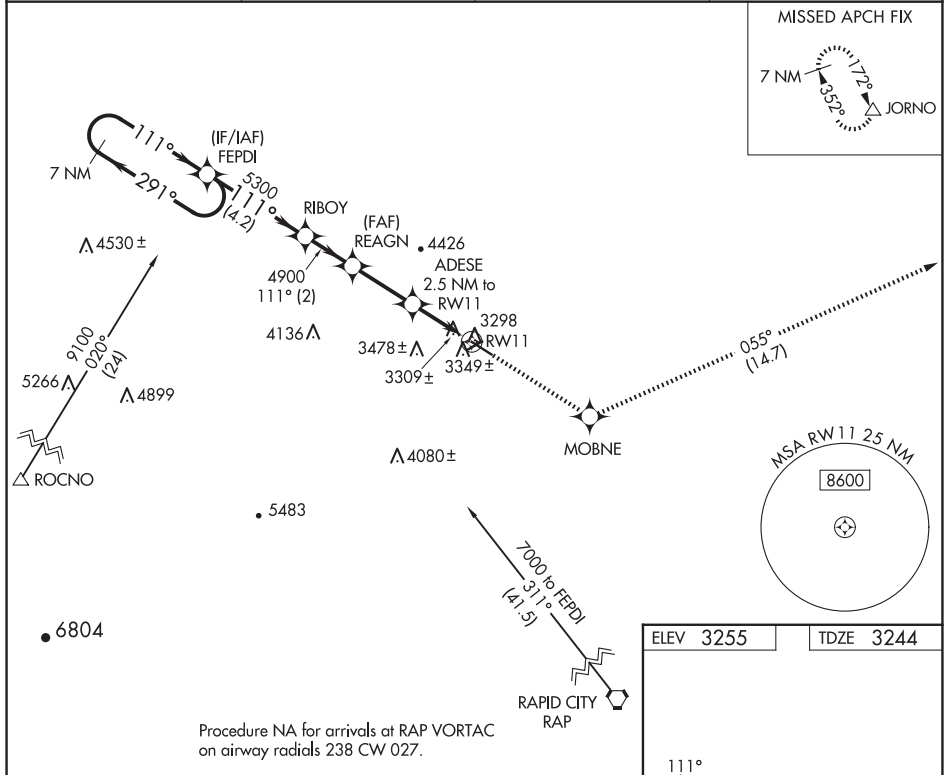 MISSED APCH FIX
7 NM
172°
352°
JORNO
111°
(IF/IAF)
FEPDI
7 NM
291°
5300
111°
(4.2)
RIBOY
(FAF)
REAGN
4426
4530±
4900
111° (2)
ADESE
2.5 NM to
RW11
3298
RW11
4136
3478±
3309±
3349±
9100
020°
(24)
055°
(14.7)
5266
4899
ROCNO
MOBNE
4080±
MSA RW11 25 NM
8600
5483
7000 to FEPDI
311°
(41.5)
6804
ELEV 3255
TDZE 3244
RAPID CITY
RAP
Procedure NA for arrivals at RAP VORTAC
on airway radials 238 CW 027.
111°